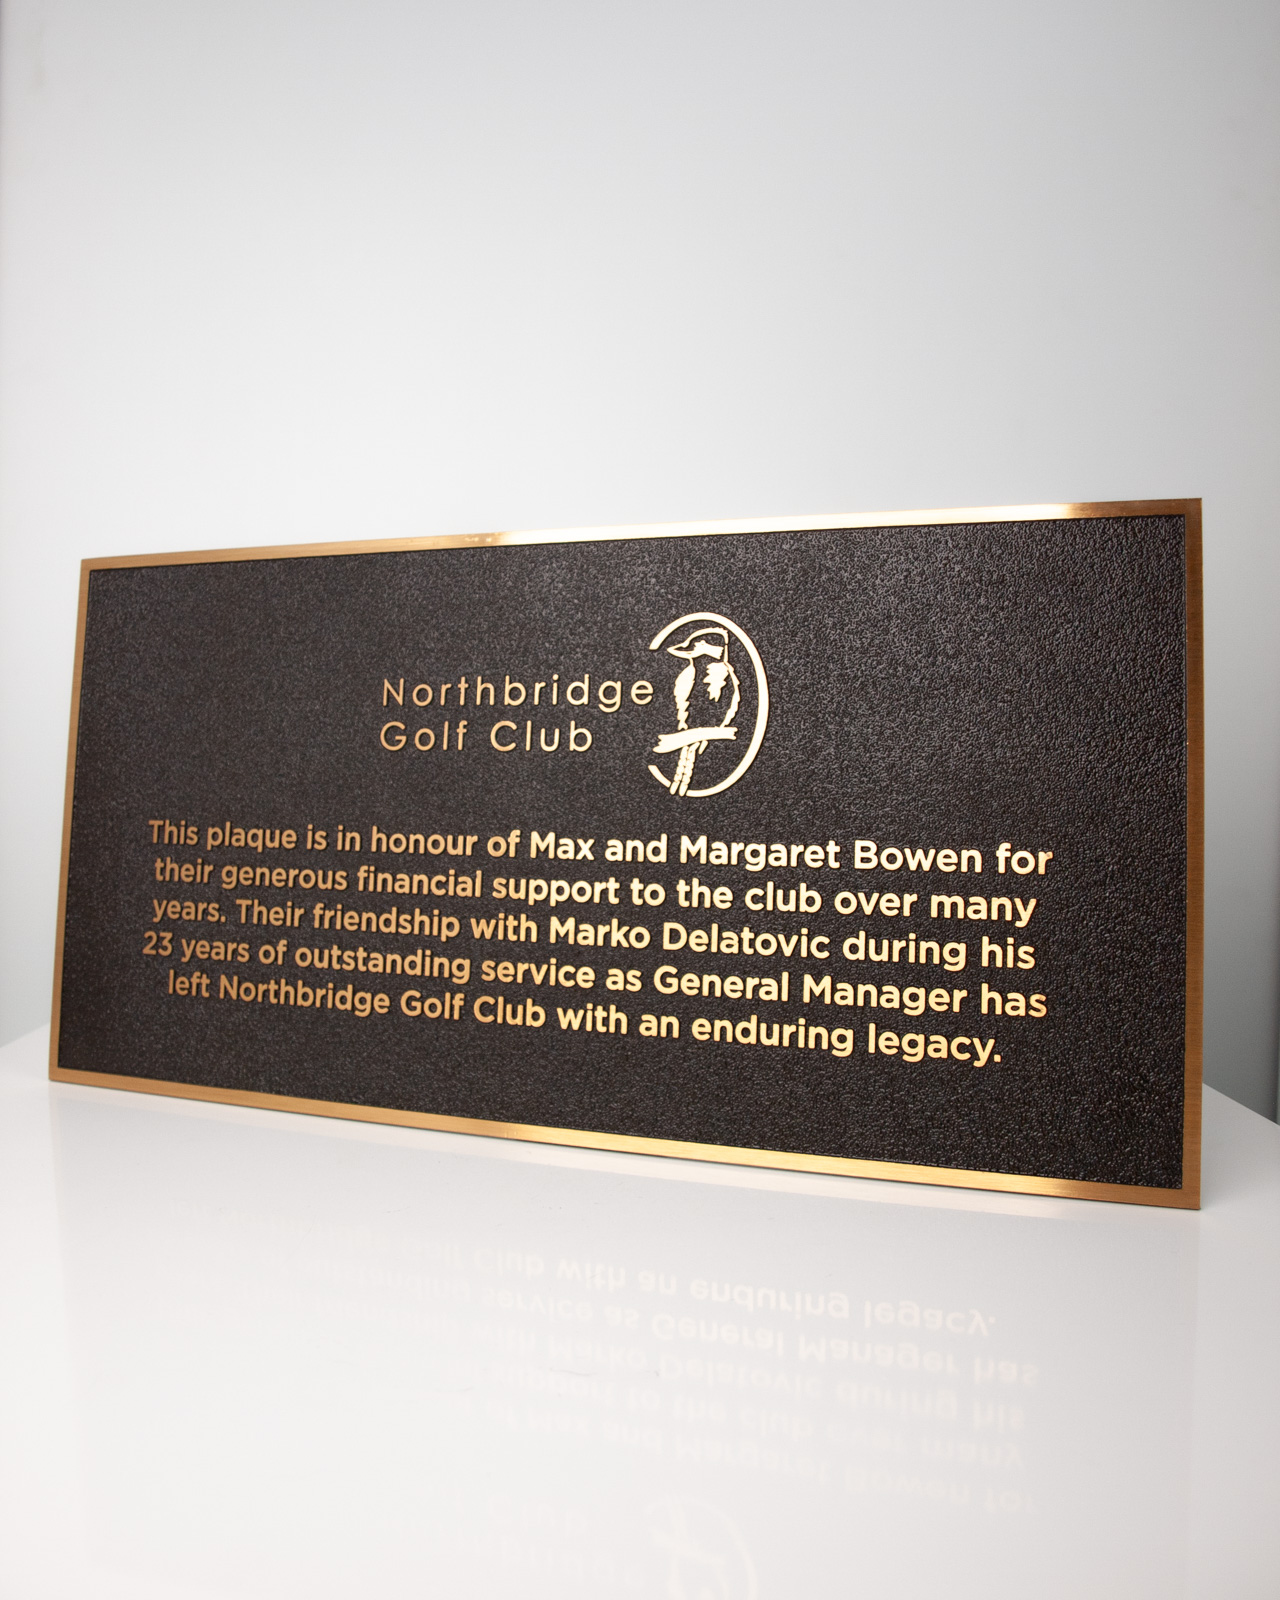 Northbridge
Golf Club
This plaque is in honour of Max and Margaret Bowen for
their generous financial support to the club over many
years. Their friendship with Marko Delatovic during his
23 years of outstanding service as General Manager has
left Northbridge Golf Club with an enduring legacy.